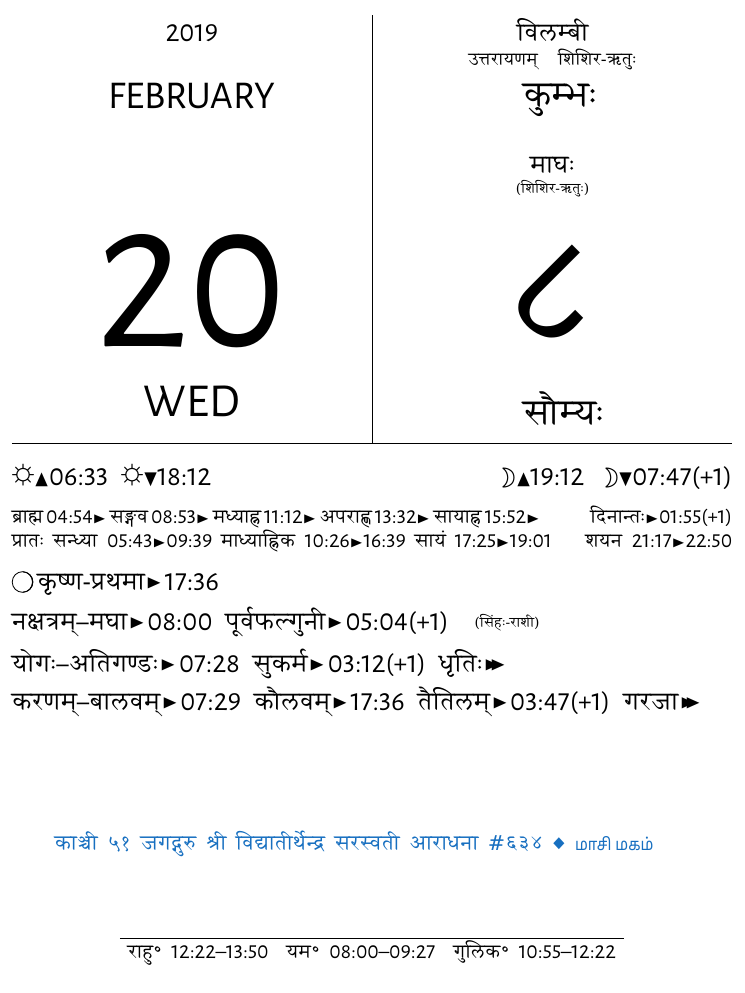 2019
FEBRUARY
20
WED
विलम्बी
उत्तरायणम् शिशिर-ऋतुः
कुम्भः
माघः
(शिशिर-ऋतुः)
८
सौम्यः
☼▲06:33 ☼▼18:12 ☽▲19:12 ☽▼07:47(+1)
ब्राह्म 04:54► सङ्गव 08:53► मध्याह्न 11:12► अपराह्ण 13:32► सायाह्न 15:52► दिनान्तः►01:55(+1)
प्रातः सन्ध्या 05:43►09:39 माध्याह्निक 10:26►16:39 सायं 17:25►19:01 शयन 21:17►22:50
◯कृष्ण-प्रथमा►17:36
नक्षत्रम्–मघा►08:00 पूर्वफल्गुनी►05:04(+1) (सिंहः-राशी)
योगः–अतिगण्डः►07:28 सुकर्म►03:12(+1) धृतिः►►
करणम्–बालवम्►07:29 कौलवम्►17:36 तैतिलम्►03:47(+1) गरजा►►
काञ्ची ५१ जगद्गुरु श्री विद्यातीर्थेन्द्र सरस्वती आराधना #६३४ ◆ மாசி மகம்
राहु॰ 12:22–13:50 यम॰ 08:00–09:27 गुलिक॰ 10:55–12:22